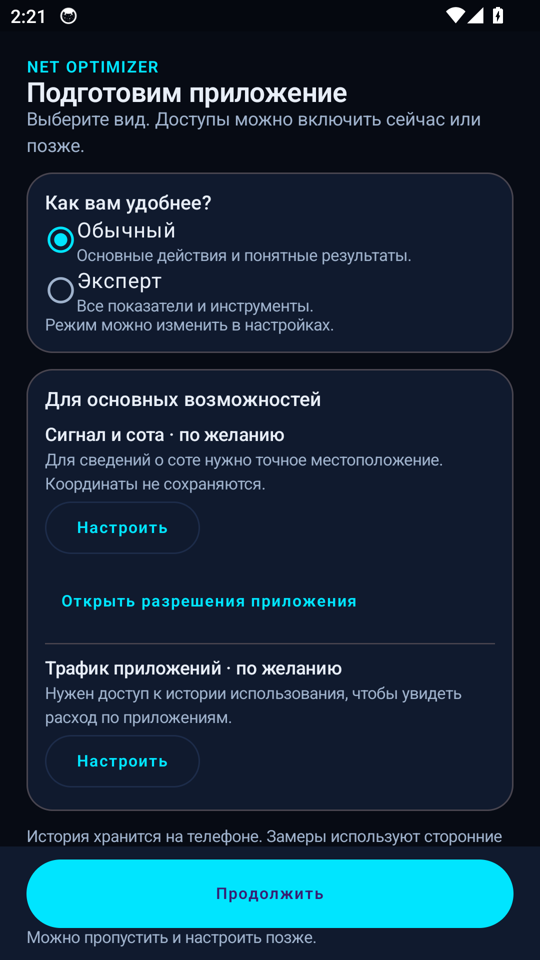 2:21
NET OPTIMIZER
Подготовим приложение
Выберите вид. Доступы можно включить сейчас или
позже.
Как вам удобнее?
Обычный
Основные действия и понятные результаты.
Эксперт
Все показатели и инструменты.
Режим можно изменить в настройках.
Для основных возможностей
Сигнал и сота · по желанию
Для сведений о соте нужно точное местоположение.
Координаты не сохраняются.
Настроить
Открыть разрешения приложения
Трафик приложений · по желанию
Нужен доступ к истории использования, чтобы увидеть
расход по приложениям.
Настроить
История хранится на телефоне. Замеры используют сторонние
Продолжить
Можно пропустить и настроить позже.